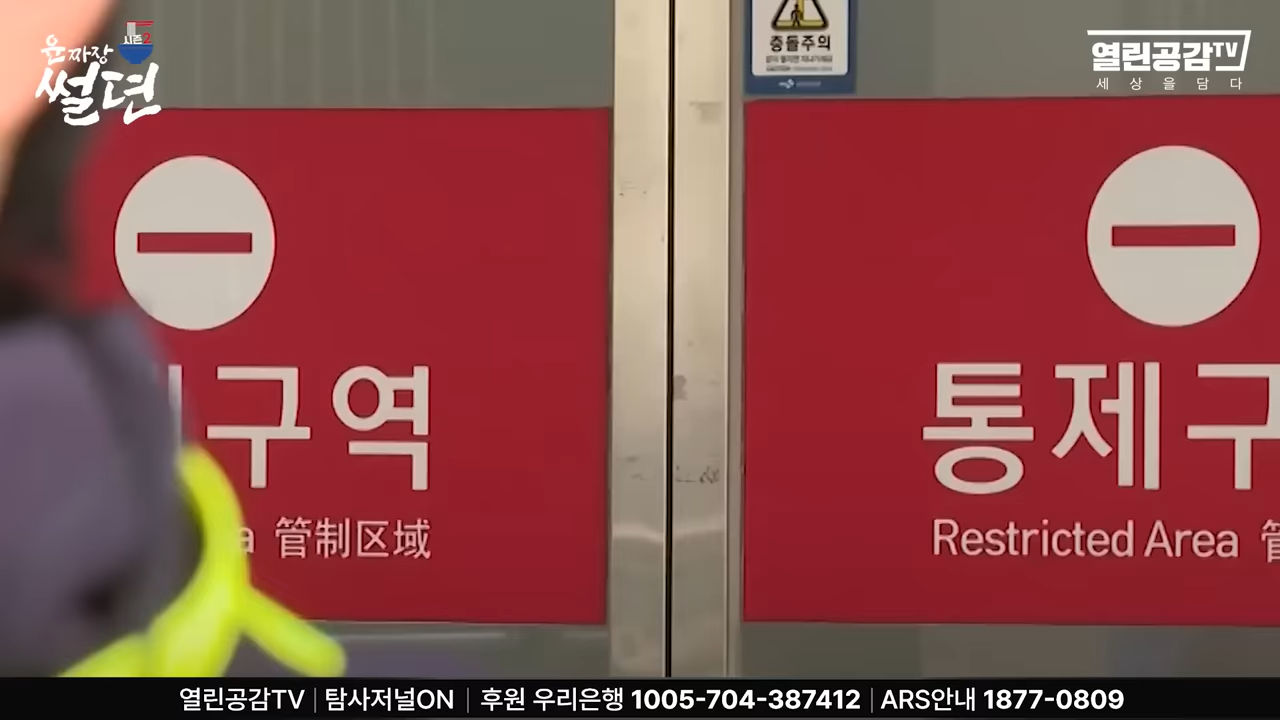 윤짜장
시즌2
썰뎐
충돌주의
열린공감TV
세상을담다
구역
a 管制区域
통제구
Restricted Area
열린공감TV | 탐사저널ON | 후원 우리은행 1005-704-387412 | ARS안내 1877-0809